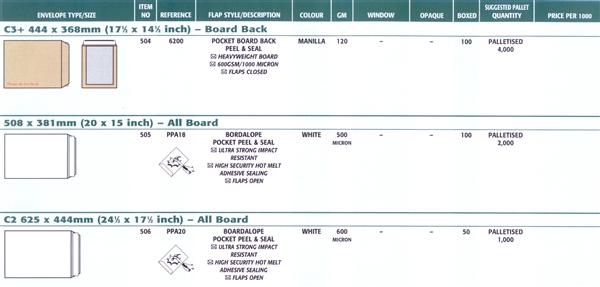 ENVELOPE TYPE/SIZE ITEM NO REFERENCE FLAP STYLE/DESCRIPTION COLOUR GM WINDOW OPAQUE BOXED SUGGESTED PALLET QUANTITY PRICE PER 1000
C3+ 444 x 368mm (17½ x 14½ inch) – Board Back
504 6200 POCKET BOARD BACK MANILLA 120 – – 100 PALLETISED
PEEL & SEAL 4,000
☒ HEAVYWEIGHT BOARD
☒ 600GSM/1000 MICRON
☒ FLAPS CLOSED
508 x 381mm (20 x 15 inch) – All Board
505 PPA18 BORDALOPE WHITE 500 – – 100 PALLETISED
POCKET PEEL & SEAL MICRON 2,000
☒ ULTRA STRONG IMPACT
RESISTANT
☒ HIGH SECURITY HOT MELT
ADHESIVE SEALING
☒ FLAPS OPEN
C2 625 x 444mm (24½ x 17½ inch) – All Board
506 PPA20 BOARDALOPE WHITE 600 – – 50 PALLETISED
POCKET PEEL & SEAL MICRON 1,000
☒ ULTRA STRONG IMPACT
RESISTANT
☒ HIGH SECURITY HOT MELT
ADHESIVE SEALING
☒ FLAPS OPEN